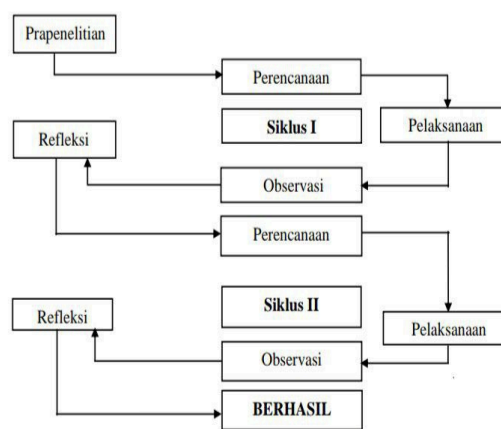 Prapenelitian
Perencanaan
Siklus I
Pelaksanaan
Refleksi
Observasi
Perencanaan
Siklus II
Refleksi
Pelaksanaan
Observasi
BERHASIL